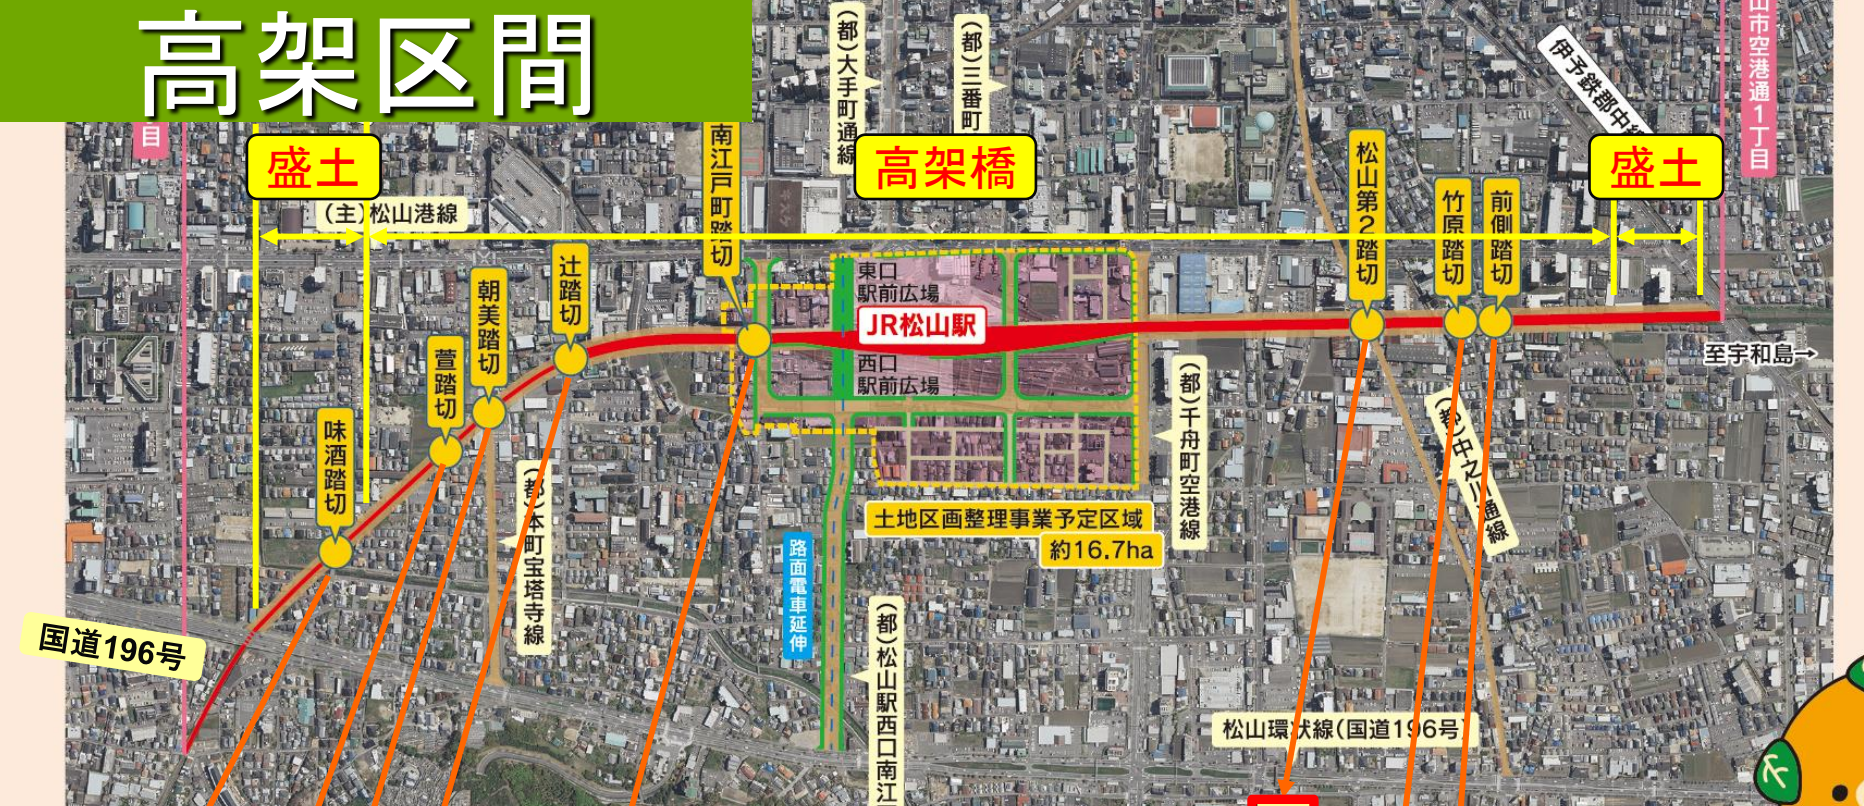 高架区間
(都)大手町通線
(都)三番町
伊予鉄郡中線
山市空港通1丁目
目
盛土
高架橋
盛土
(主)松山港線
南江戸町踏切
松山第2踏切
竹原踏切
前側踏切
辻踏切
朝美踏切
萱踏切
味酒踏切
東口
駅前広場
JR松山駅
西口
駅前広場
至宇和島→
(都)千舟町空港線
(都)中之川通線
(都)本町宝塔寺線
土地区画整理事業予定区域
約16.7ha
路面電車延伸
(都)松山駅西口南江
国道196号
松山環状線(国道196号)